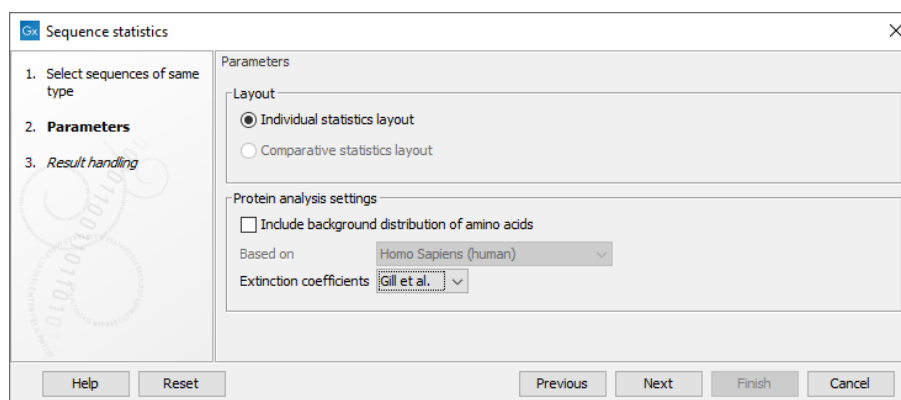 Gx Sequence statistics
1. Select sequences of same
type
2. Parameters
3. Result handling
Parameters
Layout
Individual statistics layout
Comparative statistics layout
Protein analysis settings
Include background distribution of amino acids
Based on Homo Sapiens (human)
Extinction coefficients Gill et al.
Help Reset Previous Next Finish Cancel